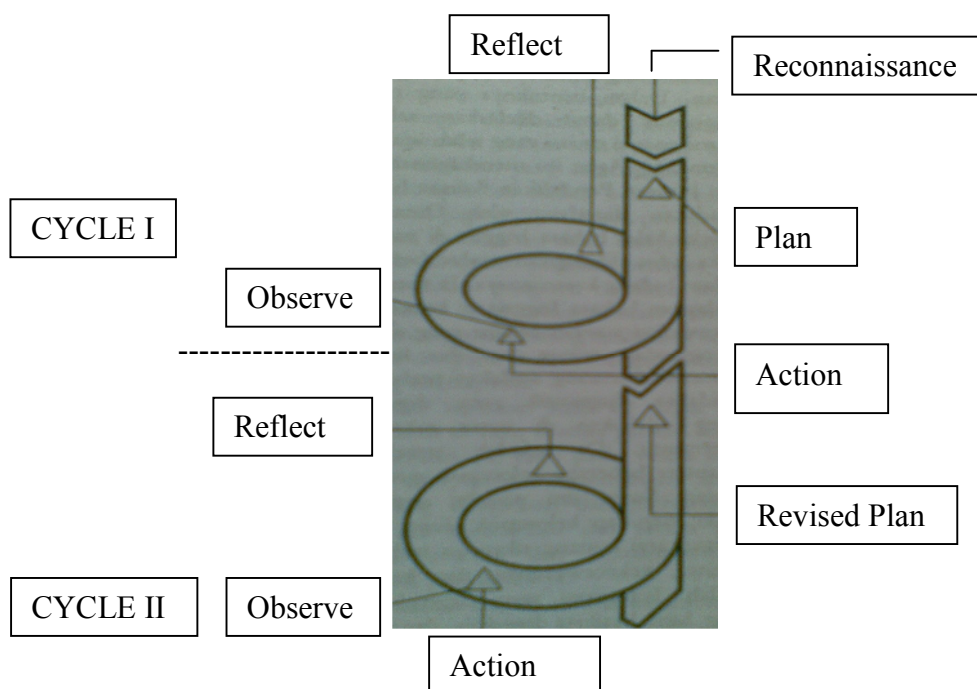 Reflect
Reconnaissance
CYCLE I
Plan
Observe
Action
Reflect
Revised Plan
CYCLE II
Observe
Action